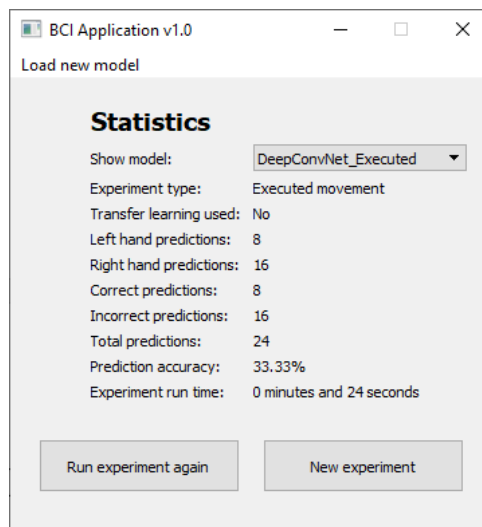 BCI Application v1.0
Load new model
Statistics
Show model: DeepConvNet_Executed
Experiment type: Executed movement
Transfer learning used: No
Left hand predictions: 8
Right hand predictions: 16
Correct predictions: 8
Incorrect predictions: 16
Total predictions: 24
Prediction accuracy: 33.33%
Experiment run time: 0 minutes and 24 seconds
Run experiment again New experiment